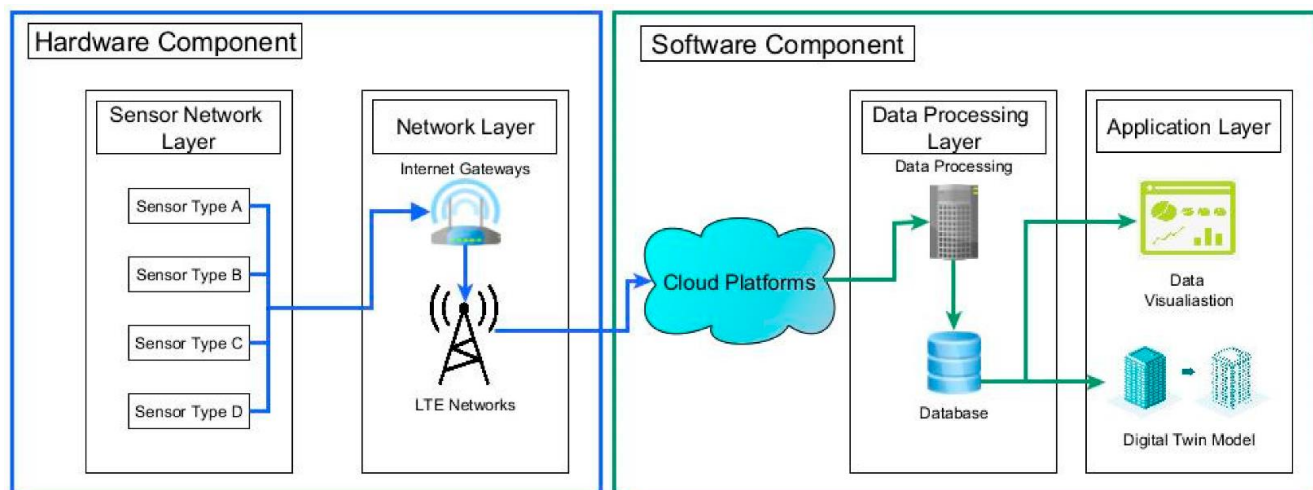 Hardware Component
Sensor Network
Layer
Sensor Type A
Sensor Type B
Sensor Type C
Sensor Type D
Network Layer
Internet Gateways
LTE Networks
Software Component
Cloud Platforms
Data Processing
Layer
Data Processing
Database
Application Layer
Data
Visualiastion
Digital Twin Model